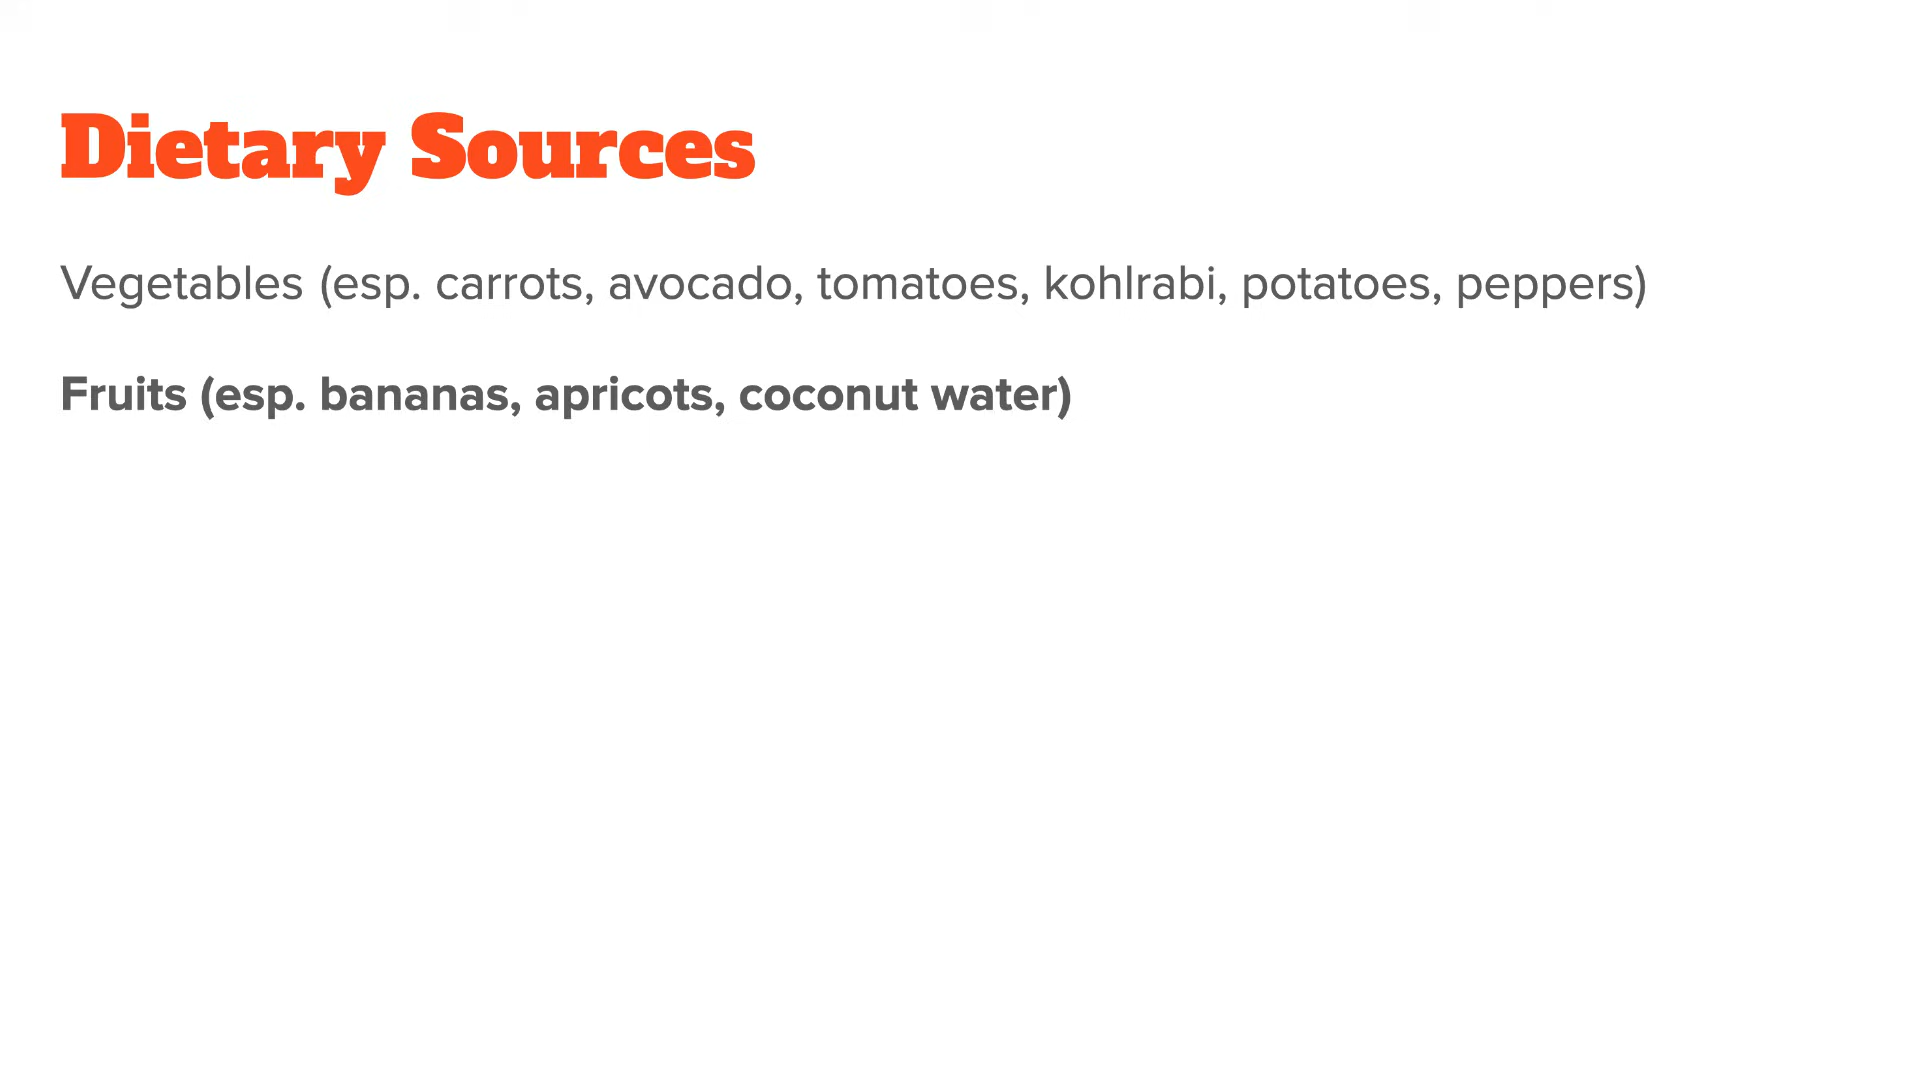 Dietary Sources
Vegetables (esp. carrots, avocado, tomatoes, kohlrabi, potatoes, peppers)
Fruits (esp. bananas, apricots, coconut water)